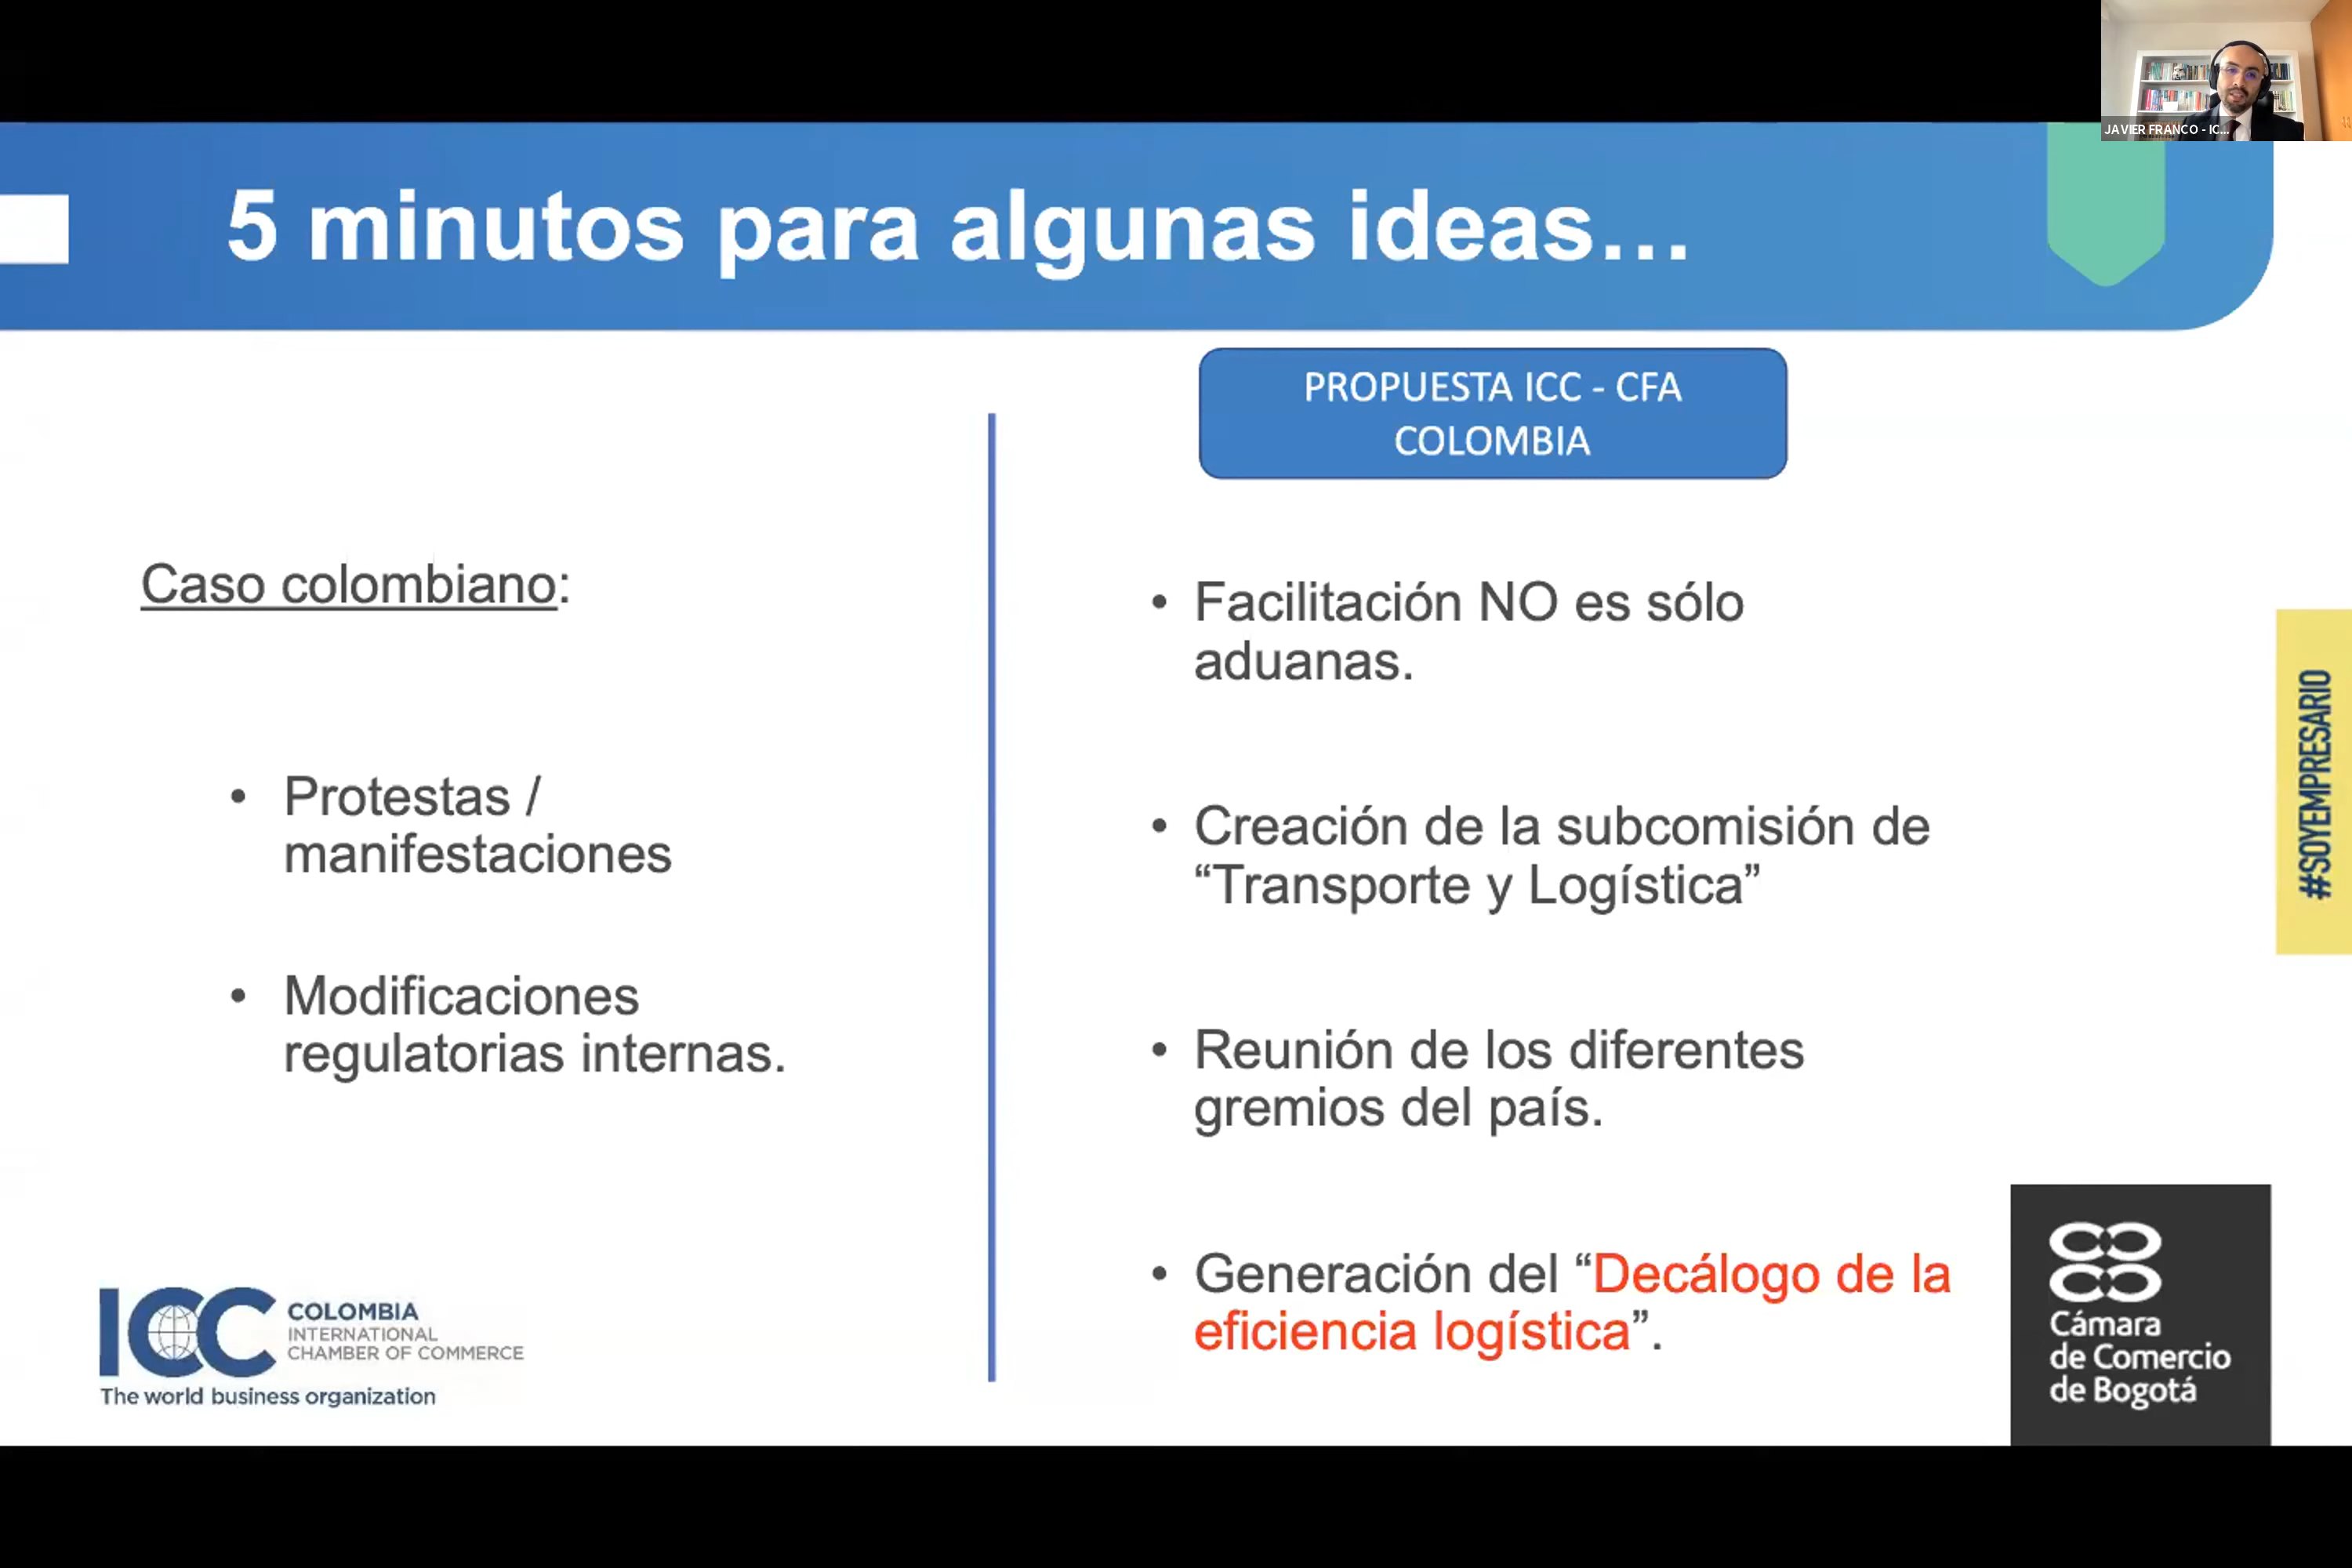 JAVIER FRANCO - IC...
5 minutos para algunas ideas...
Caso colombiano:
• Protestas /
manifestaciones
• Modificaciones
regulatorias internas.
PROPUESTA ICC - CFA
COLOMBIA
• Facilitación NO es sólo
aduanas.
• Creación de la subcomisión de
“Transporte y Logística”
• Reunión de los diferentes
gremios del país.
• Generación del “Decálogo de la
eficiencia logística”.
#SOYEMPRESARIO
ICC
COLOMBIA
INTERNATIONAL
CHAMBER OF COMMERCE
The world business organization
Cámara
de Comercio
de Bogotá